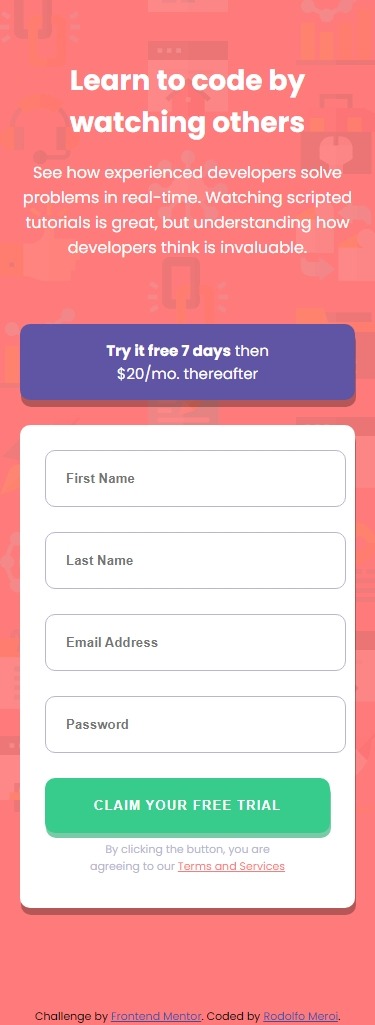 Learn to code by
watching others
See how experienced developers solve
problems in real-time. Watching scripted
tutorials is great, but understanding how
developers think is invaluable.
Try it free 7 days then
$20/mo. thereafter
First Name
Last Name
Email Address
Password
CLAIM YOUR FREE TRIAL
By clicking the button, you are
agreeing to our Terms and Services
Challenge by Frontend Mentor. Coded by Rodolfo Meroi.